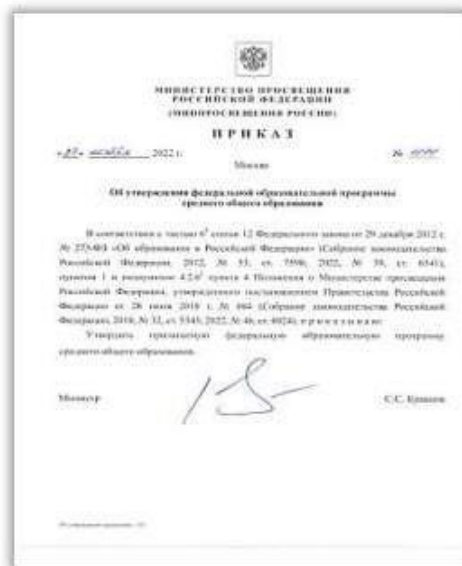 МИНИСТЕРСТВО ПРОСВЕЩЕНИЯ
РОССИЙСКОЙ ФЕДЕРАЦИИ
(МИНПРОСВЕЩЕНИЯ РОССИИ)
ПРИКАЗ
2022 г. №
Москва
Об утверждении федеральной образовательной программы
среднего общего образования
В соответствии с частью 6⁵ статьи 12 Федерального закона от 29 декабря 2012 г.
№ 273-ФЗ «Об образовании в Российской Федерации» (Собрание законодательства
Российской Федерации, 2012, № 53, ст. 7598; 2022, № 39, ст. 6541),
пунктом 1 и подпунктом 4.2.6¹ пункта 4 Положения о Министерстве просвещения
Российской Федерации, утвержденного постановлением Правительства Российской
Федерации от 28 июля 2018 г. № 884 (Собрание законодательства Российской
Федерации, 2018, № 32, ст. 5343; 2022, № 46, ст. 8024), приказываю:
Утвердить прилагаемую федеральную образовательную программу
среднего общего образования.
Министр С.С. Кравцов